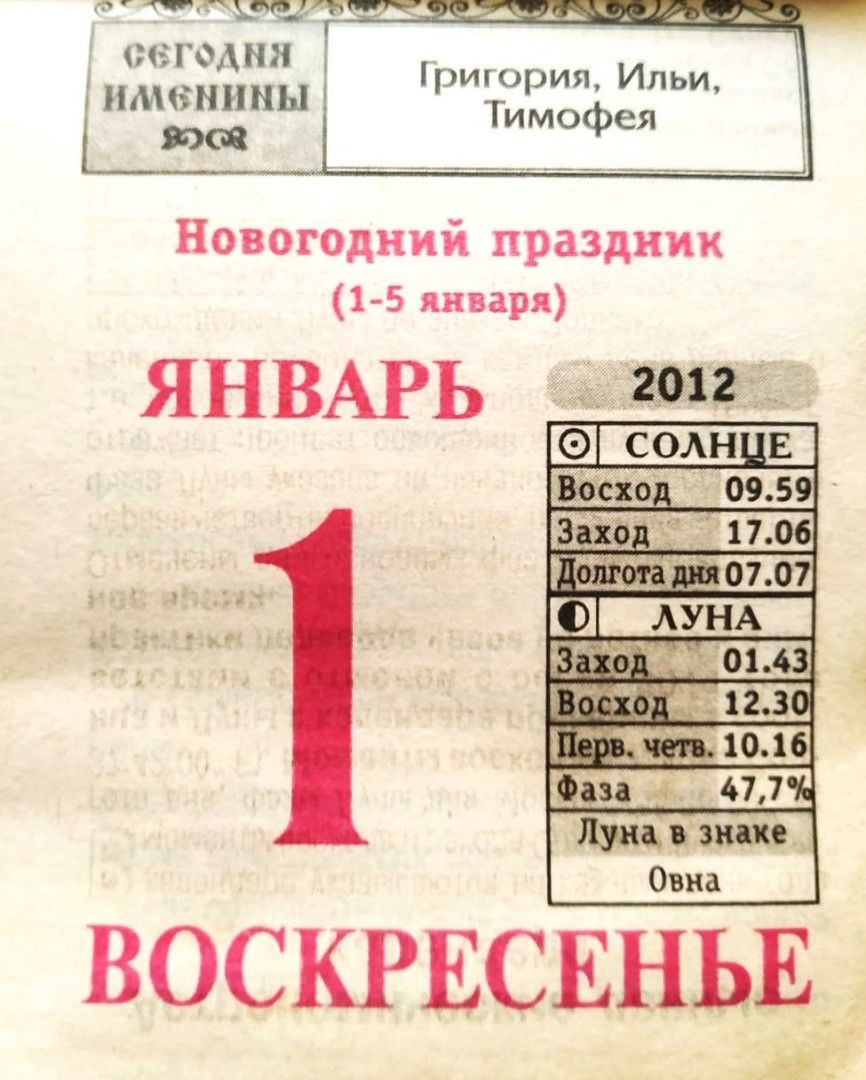 СЕГОДНЯ
ИМЕНИНЫ
Григория, Ильи,
Тимофея
Новогодний праздник
(1-5 января)
ЯНВАРЬ
1
2012
СОЛНЦЕ
Восход 09.59
Заход 17.06
Долгота дня 07.07
ЛУНА
Заход 01.43
Восход 12.30
Перв. четв. 10.16
Фаза 47,7%
Луна в знаке
Овна
ВОСКРЕСЕНЬЕ